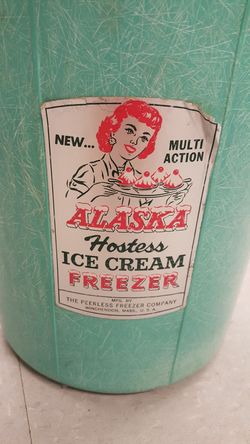 NEW...
MULTI
ACTION
ALASKA
Hostess
ICE CREAM
FREEZER
MFG. BY
THE PEERLESS FREEZER COMPANY
WINCHENDON, MASS., U. S. A.